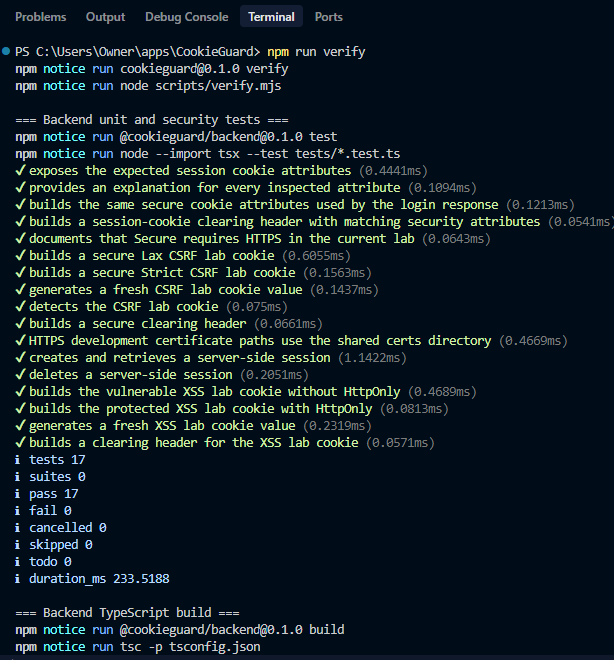 Problems Output Debug Console Terminal Ports
PS C:\Users\Owner\apps\CookieGuard> npm run verify
npm notice run cookieguard@0.1.0 verify
npm notice run node scripts/verify.mjs
=== Backend unit and security tests ===
npm notice run @cookieguard/backend@0.1.0 test
npm notice run node --import tsx --test tests/*.test.ts
✓ exposes the expected session cookie attributes (0.4441ms)
✓ provides an explanation for every inspected attribute (0.1094ms)
✓ builds the same secure cookie attributes used by the login response (0.1213ms)
✓ builds a session-cookie clearing header with matching security attributes (0.0541ms)
✓ documents that Secure requires HTTPS in the current lab (0.0643ms)
✓ builds a secure Lax CSRF lab cookie (0.6055ms)
✓ builds a secure Strict CSRF lab cookie (0.1563ms)
✓ generates a fresh CSRF lab cookie value (0.1437ms)
✓ detects the CSRF lab cookie (0.075ms)
✓ builds a secure clearing header (0.0661ms)
✓ HTTPS development certificate paths use the shared certs directory (0.4669ms)
✓ creates and retrieves a server-side session (1.1422ms)
✓ deletes a server-side session (0.2051ms)
✓ builds the vulnerable XSS lab cookie without HttpOnly (0.4689ms)
✓ builds the protected XSS lab cookie with HttpOnly (0.0813ms)
✓ generates a fresh XSS lab cookie value (0.2319ms)
✓ builds a clearing header for the XSS lab cookie (0.0571ms)
ℹ tests 17
ℹ suites 0
ℹ pass 17
ℹ fail 0
ℹ cancelled 0
ℹ skipped 0
ℹ todo 0
ℹ duration_ms 233.5188
=== Backend TypeScript build ===
npm notice run @cookieguard/backend@0.1.0 build
npm notice run tsc -p tsconfig.json